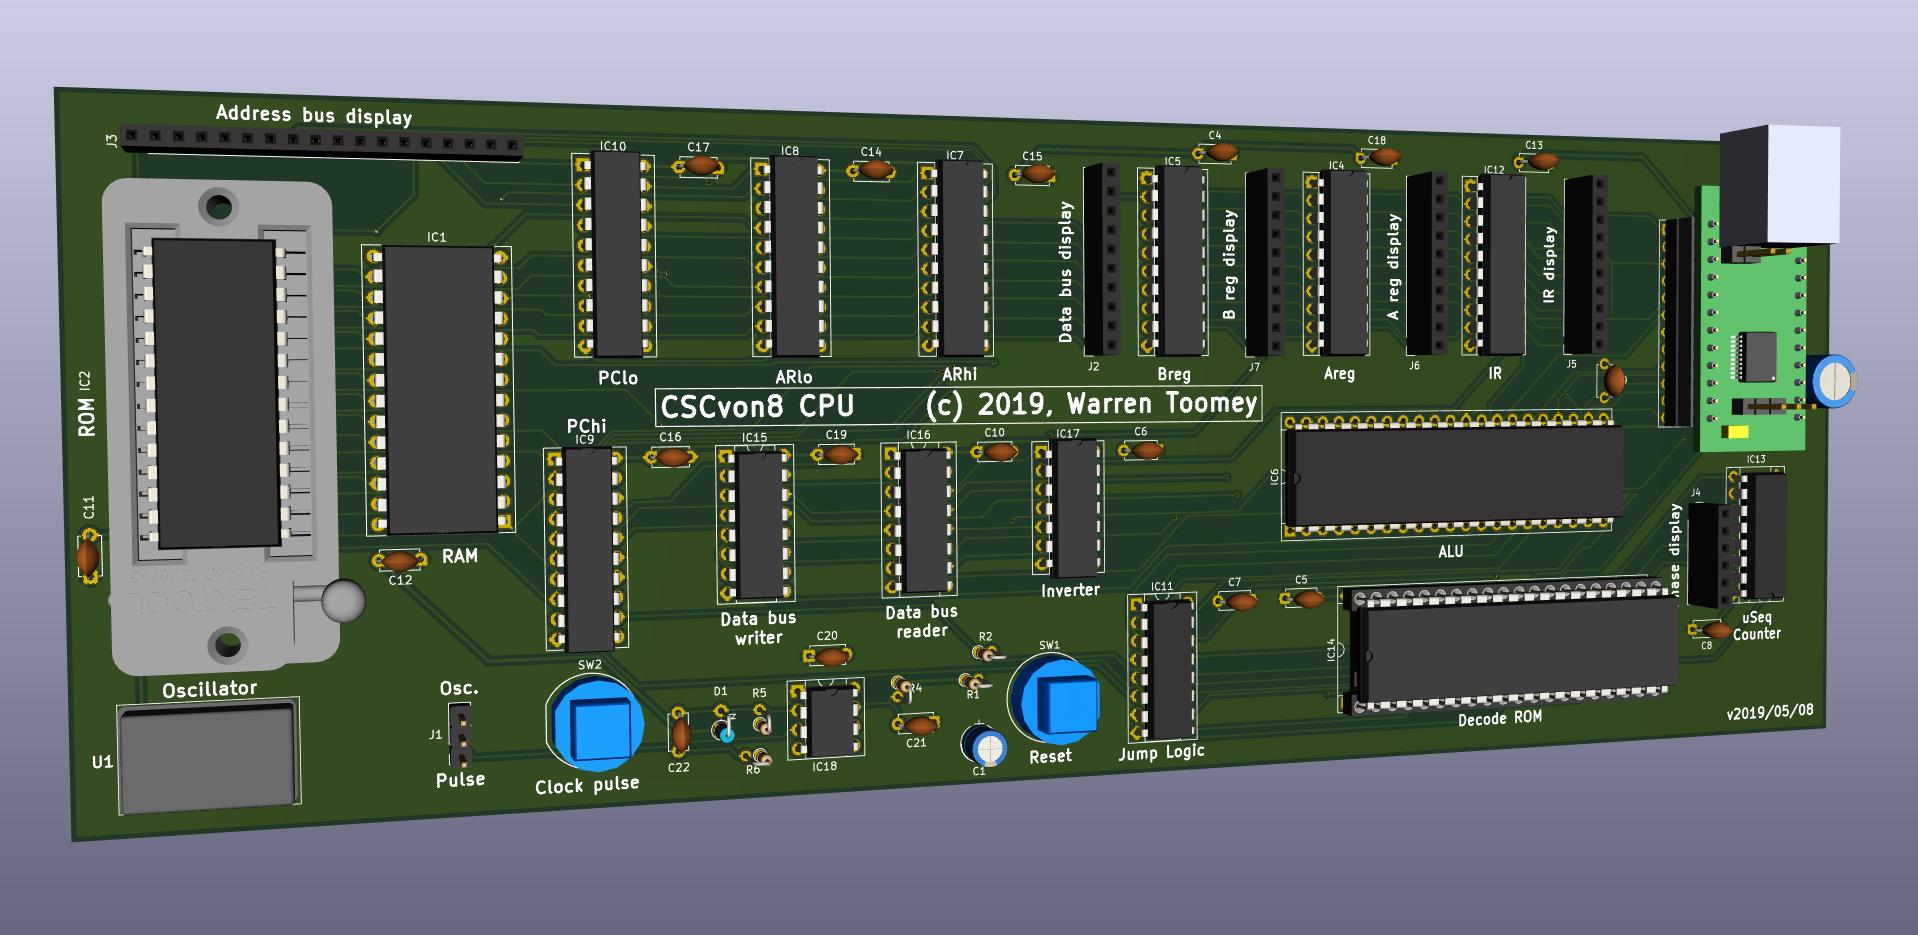 Address bus display
J3
IC10
C17
IC8
C14
IC7
C15
C4
IC5
C18
IC4
C13
IC12
Data bus display
B reg display
A reg display
IR display
IC1
ROM IC2
PClo
ARlo
ARhi
J2
Breg
J7
Areg
J6
IR
J5
CSCvon8 CPU (c) 2019, Warren Toomey
PChi
IC9
C16
IC15
C19
IC16
C10
IC17
C6
IC6
IC13
J4
C11
RAM
C12
ALU
Inverter
IC11
C7
C5
Data bus
writer
Data bus
reader
uSeq
Counter
C8
IC14
C20
R2
SW1
SW2
Oscillator
Osc.
D1
R5
R4
R1
J1
U1
C21
C22
R6
IC18
C1
Pulse
Clock pulse
Reset
Jump Logic
Decode ROM
v2019/05/08